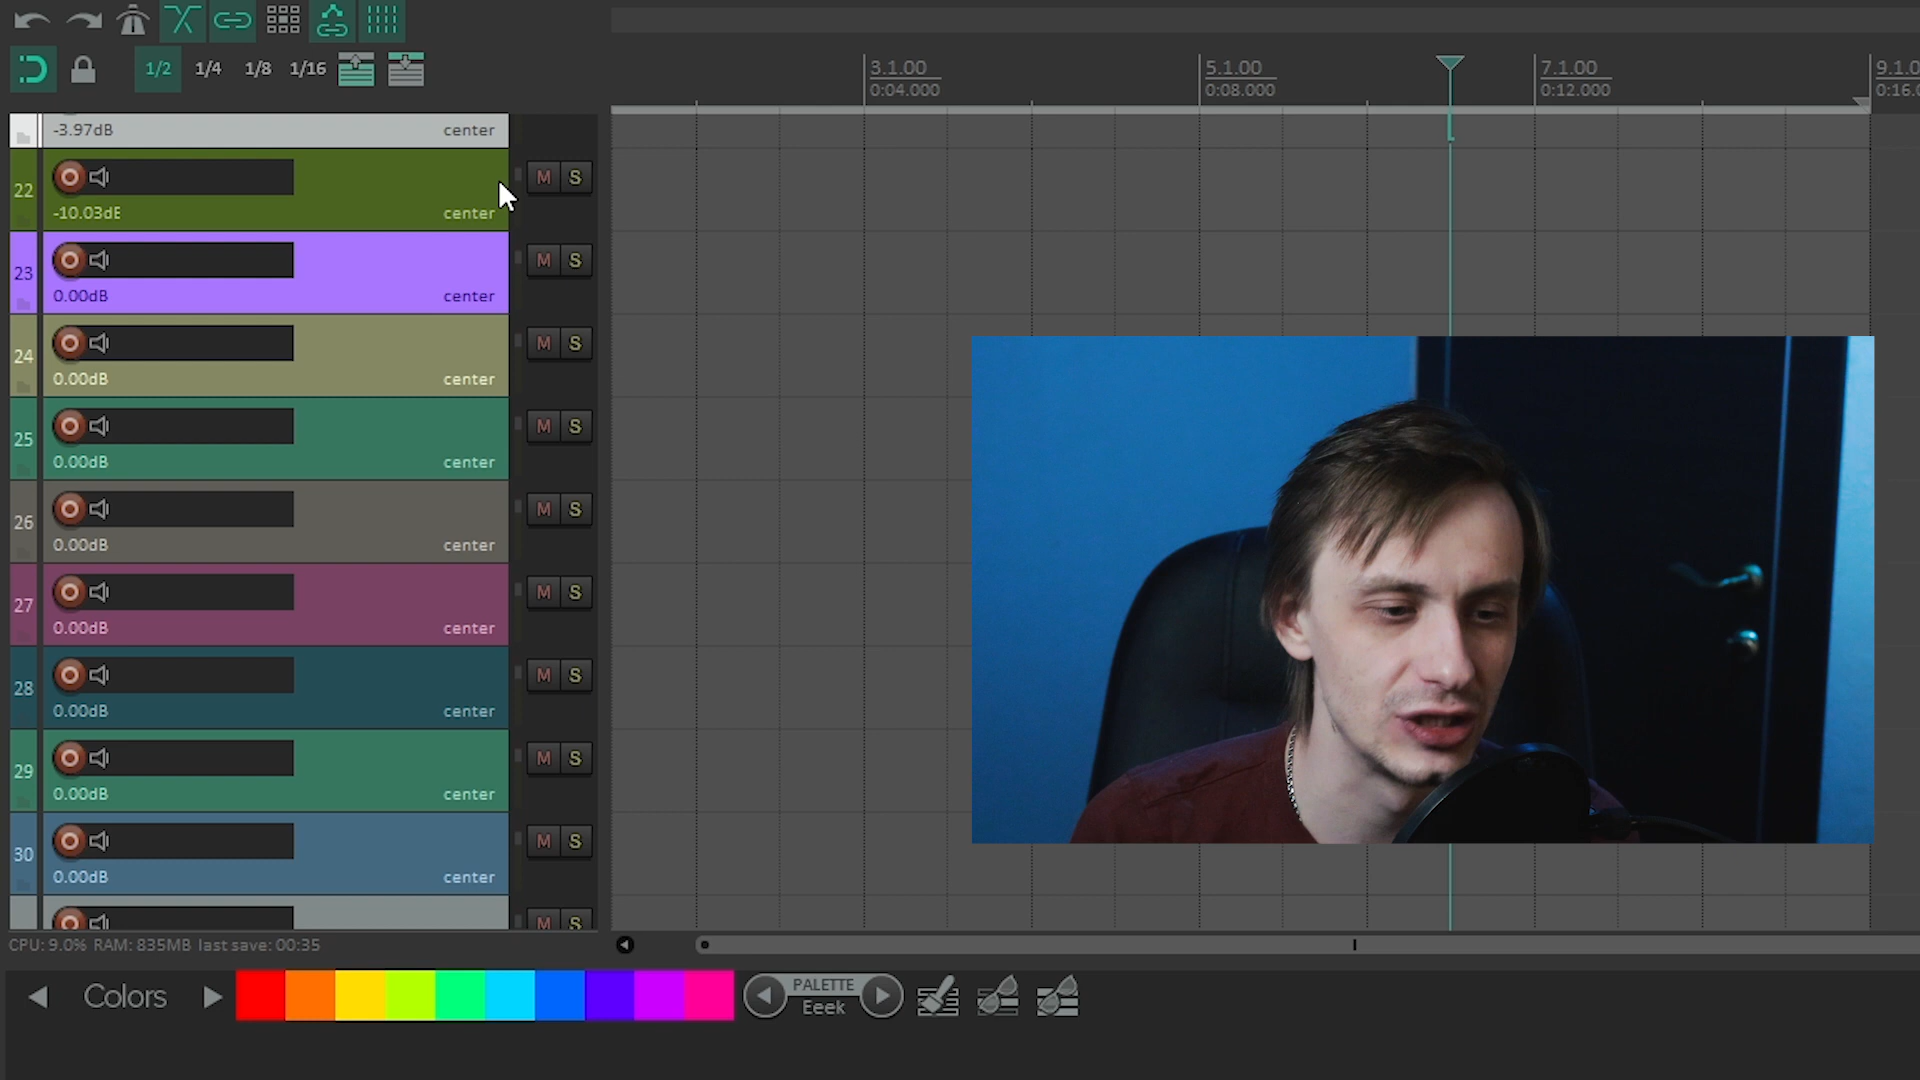 1/2 1/4 1/8 1/16
3.1.00 5.1.00 7.1.00
0:04.000 0:08.000 0:12.000
-3.97dB center
22 M S
-10.03dB center
23 M S
0.00dB center
24 M S
0.00dB center
25 M S
0.00dB center
26 M S
0.00dB center
27 M S
0.00dB center
28 M S
0.00dB center
29 M S
0.00dB center
30 M S
0.00dB center
M S
CPU: 9.0% RAM: 835MB last save: 00:35
Colors
PALETTE
Eeek